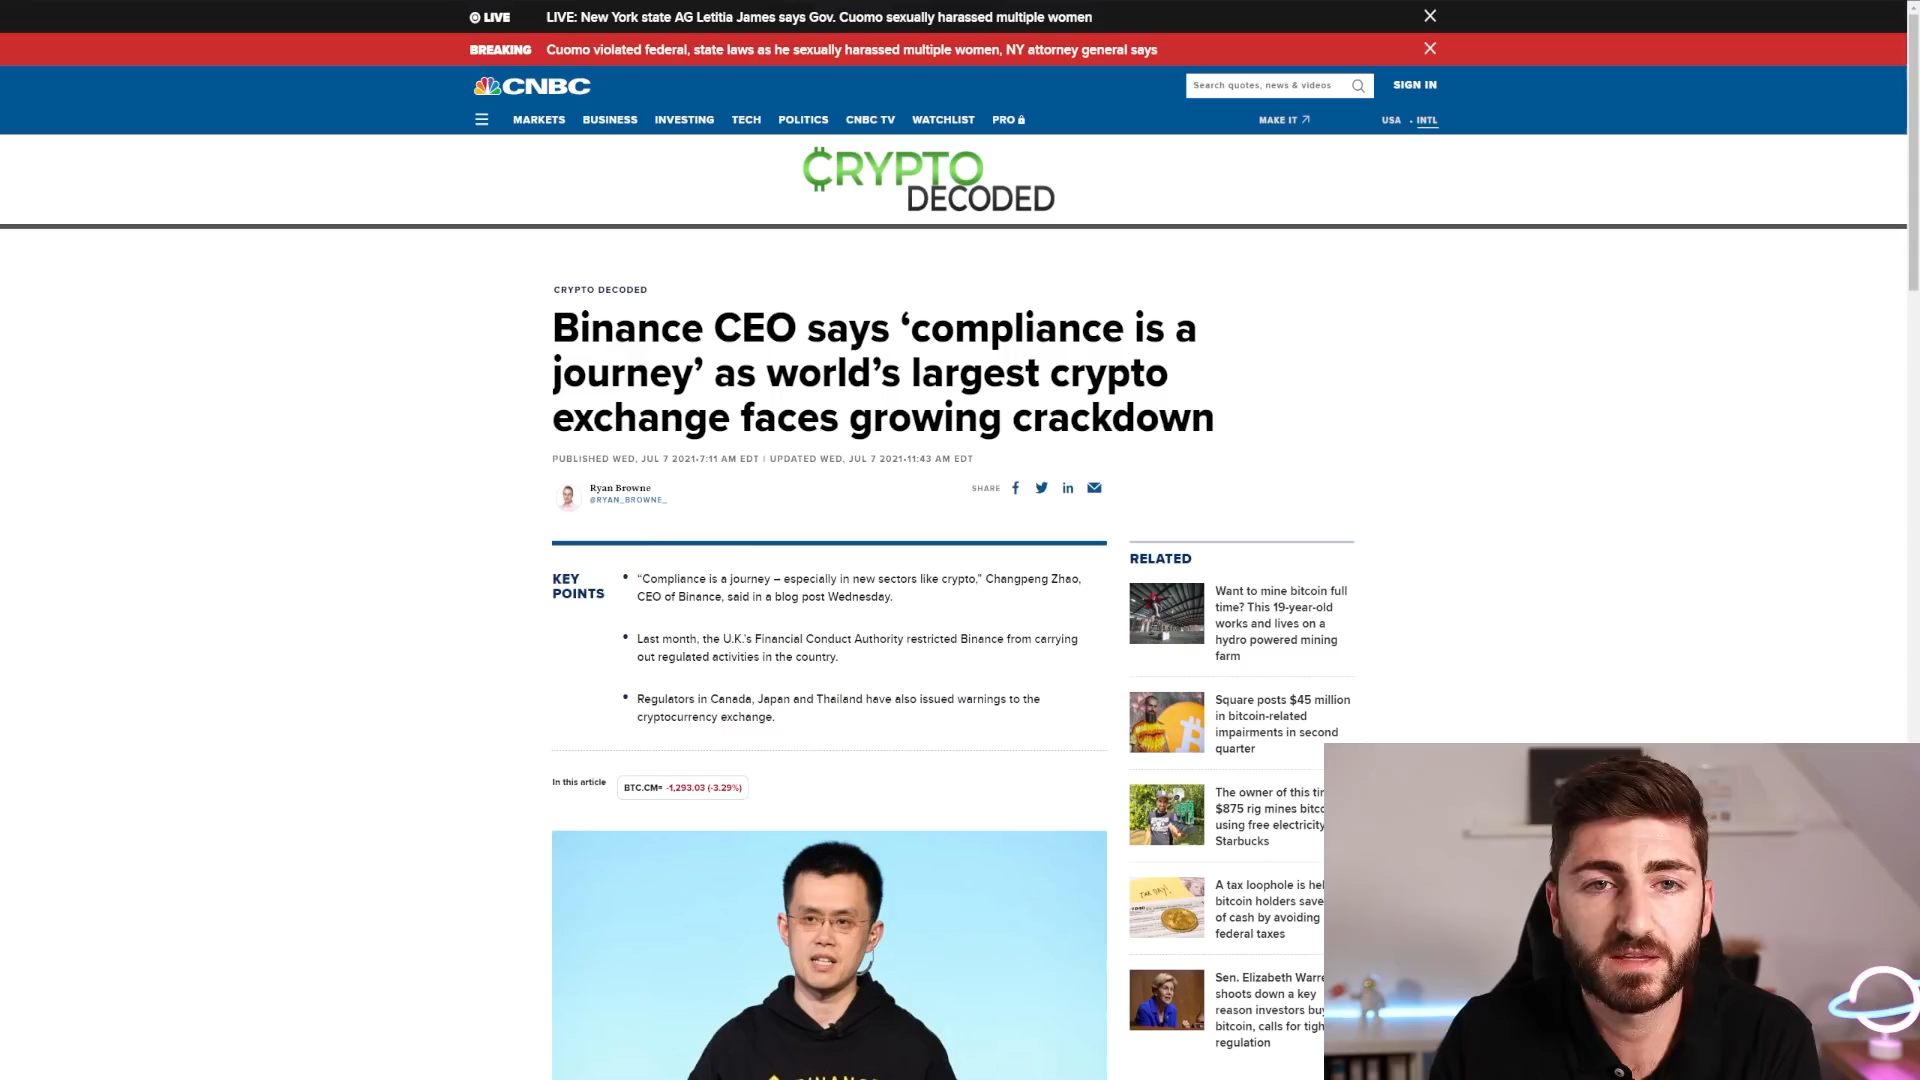 LIVE
LIVE: New York state AG Letitia James says Gov. Cuomo sexually harassed multiple women
BREAKING
Cuomo violated federal, state laws as he sexually harassed multiple women, NY attorney general says
CNBC
Search quotes, news & videos
SIGN IN
MARKETS BUSINESS INVESTING TECH POLITICS CNBC TV WATCHLIST PRO
MAKE IT
USA • INTL
CRYPTO
DECODED
CRYPTO DECODED
Binance CEO says ‘compliance is a
journey’ as world’s largest crypto
exchange faces growing crackdown
PUBLISHED WED, JUL 7 2021•7:11 AM EDT | UPDATED WED, JUL 7 2021•11:43 AM EDT
Ryan Browne
@RYAN_BROWNE_
SHARE
KEY
POINTS
• “Compliance is a journey – especially in new sectors like crypto,” Changpeng Zhao,
CEO of Binance, said in a blog post Wednesday.
• Last month, the U.K.’s Financial Conduct Authority restricted Binance from carrying
out regulated activities in the country.
• Regulators in Canada, Japan and Thailand have also issued warnings to the
cryptocurrency exchange.
In this article
BTC.CM= -1,293.03 (-3.29%)
RELATED
Want to mine bitcoin full
time? This 19-year-old
works and lives on a
hydro powered mining
farm
Square posts $45 million
in bitcoin-related
impairments in second
quarter
The owner of this
$875 rig mines
using free electricity
Starbucks
A tax loophole is
bitcoin holders save
of cash by avoiding
federal taxes
Sen. Elizabeth
shoots down a key
reason investors
bitcoin, calls for
regulation